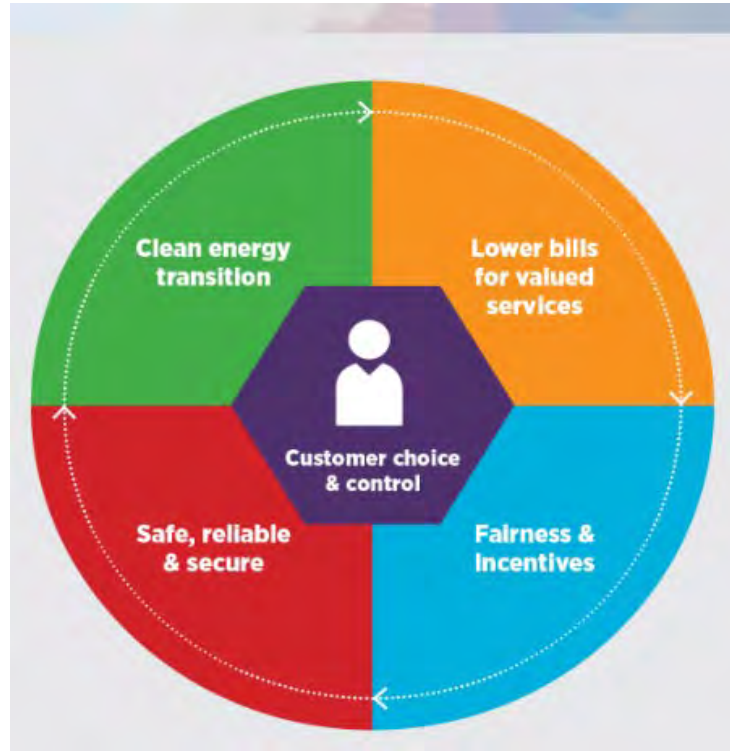 Clean energy
transition
Lower bills
for valued
services
Customer choice
& control
Safe, reliable
& secure
Fairness &
Incentives